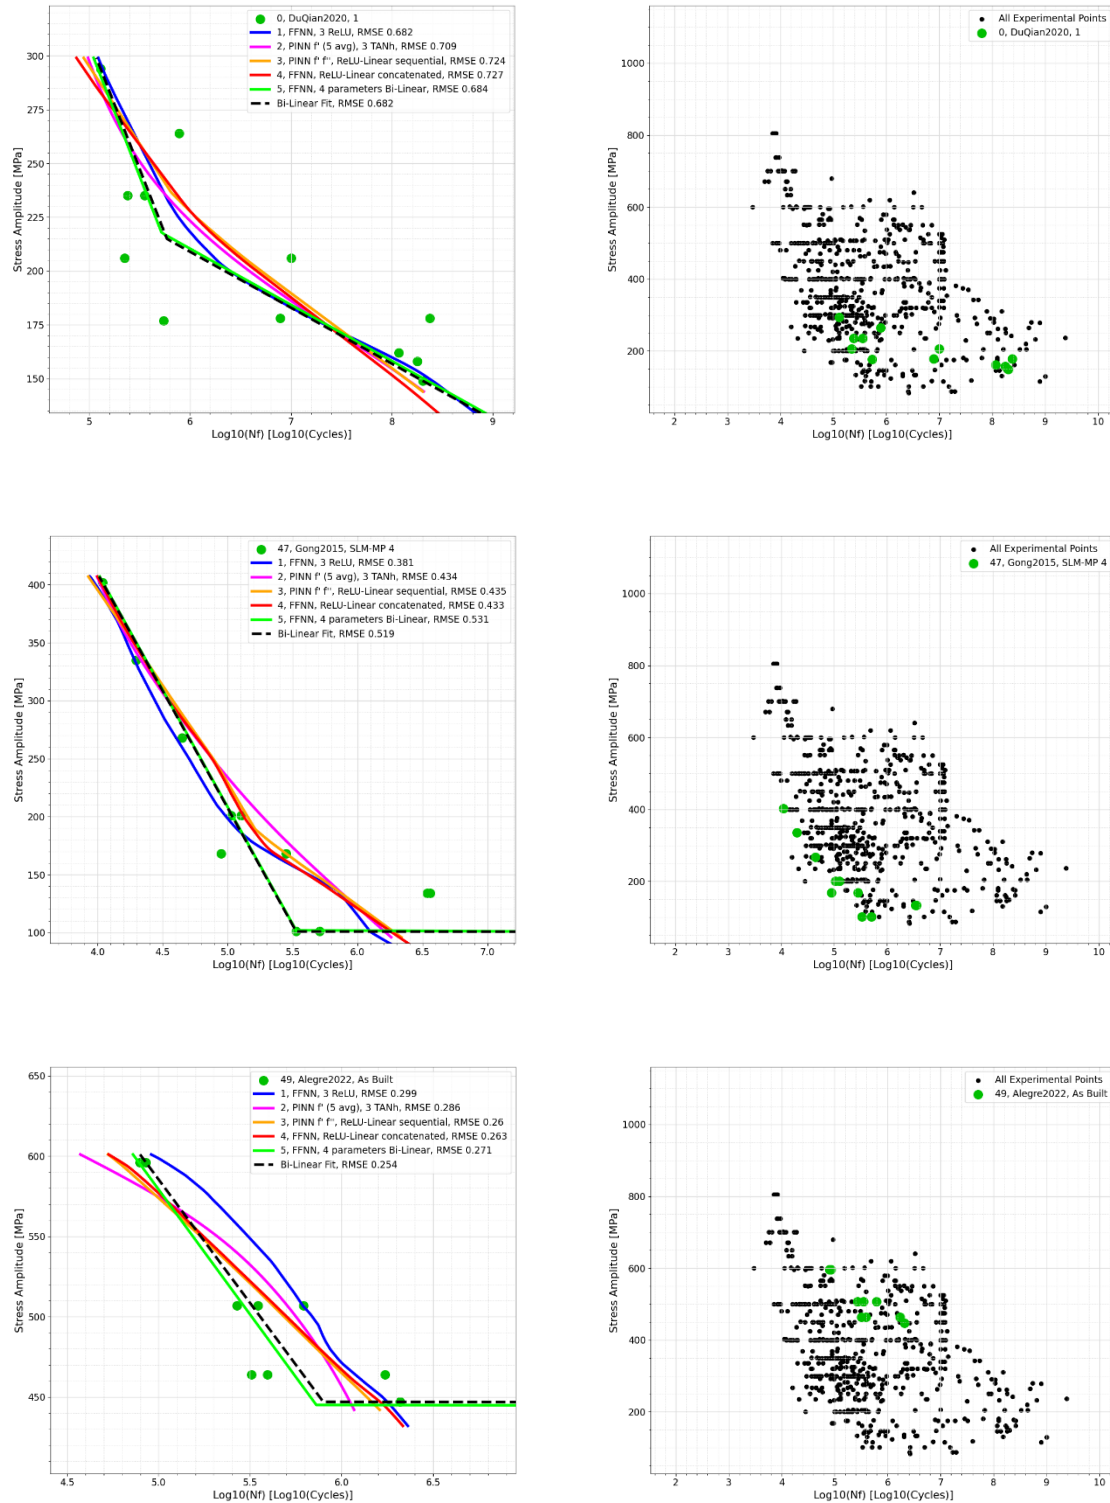 0, DuQian2020, 1
1, FFNN, 3 ReLU, RMSE 0.682
2, PINN f' (5 avg), 3 TANh, RMSE 0.709
3, PINN f' f'', ReLU-Linear sequential, RMSE 0.724
4, FFNN, ReLU-Linear concatenated, RMSE 0.727
5, FFNN, 4 parameters Bi-Linear, RMSE 0.684
Bi-Linear Fit, RMSE 0.682
300
275
250
225
200
175
150
Stress Amplitude [MPa]
5 6 7 8 9
Log10(Nf) [Log10(Cycles)]
All Experimental Points
0, DuQian2020, 1
1000
800
600
400
200
Stress Amplitude [MPa]
2 3 4 5 6 7 8 9 10
Log10(Nf) [Log10(Cycles)]
47, Gong2015, SLM-MP 4
1, FFNN, 3 ReLU, RMSE 0.381
2, PINN f' (5 avg), 3 TANh, RMSE 0.434
3, PINN f' f'', ReLU-Linear sequential, RMSE 0.435
4, FFNN, ReLU-Linear concatenated, RMSE 0.433
5, FFNN, 4 parameters Bi-Linear, RMSE 0.531
Bi-Linear Fit, RMSE 0.519
400
350
300
250
200
150
100
Stress Amplitude [MPa]
4.0 4.5 5.0 5.5 6.0 6.5 7.0
Log10(Nf) [Log10(Cycles)]
All Experimental Points
47, Gong2015, SLM-MP 4
1000
800
600
400
200
Stress Amplitude [MPa]
2 3 4 5 6 7 8 9 10
Log10(Nf) [Log10(Cycles)]
49, Alegre2022, As Built
1, FFNN, 3 ReLU, RMSE 0.299
2, PINN f' (5 avg), 3 TANh, RMSE 0.286
3, PINN f' f'', ReLU-Linear sequential, RMSE 0.26
4, FFNN, ReLU-Linear concatenated, RMSE 0.263
5, FFNN, 4 parameters Bi-Linear, RMSE 0.271
Bi-Linear Fit, RMSE 0.254
650
600
550
500
450
Stress Amplitude [MPa]
4.5 5.0 5.5 6.0 6.5
Log10(Nf) [Log10(Cycles)]
All Experimental Points
49, Alegre2022, As Built
1000
800
600
400
200
Stress Amplitude [MPa]
2 3 4 5 6 7 8 9 10
Log10(Nf) [Log10(Cycles)]